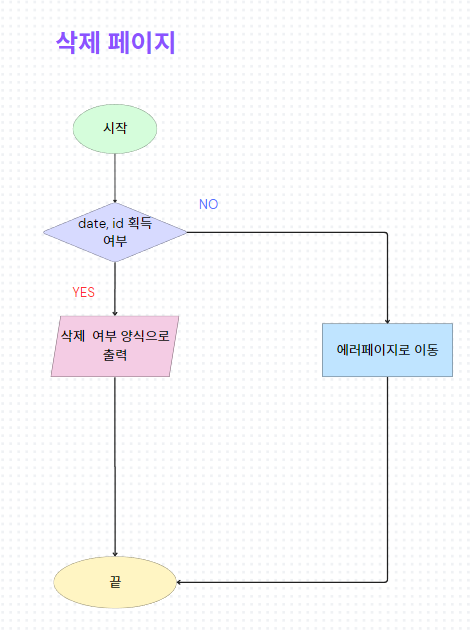 삭제 페이지
시작
NO
date, id 획득
여부
YES
삭제 여부 양식으로
출력
에러페이지로 이동
끝